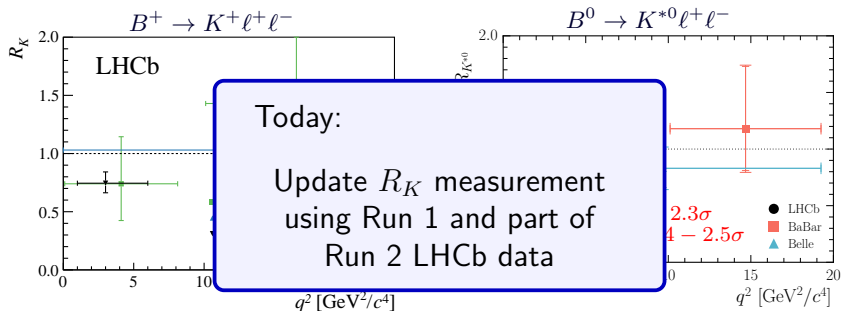 B⁺ → K⁺ℓ⁺ℓ⁻
B⁰ → K*⁰ℓ⁺ℓ⁻
R_K
2.0
1.5
1.0
0.5
0.0
LHCb
0
5
q² [GeV²/c⁴]
Today:
Update R_K measurement
using Run 1 and part of
Run 2 LHCb data
R_K*⁰
2.0
2.3σ
4 − 2.5σ
LHCb
BaBar
Belle
10
15
20
q² [GeV²/c⁴]